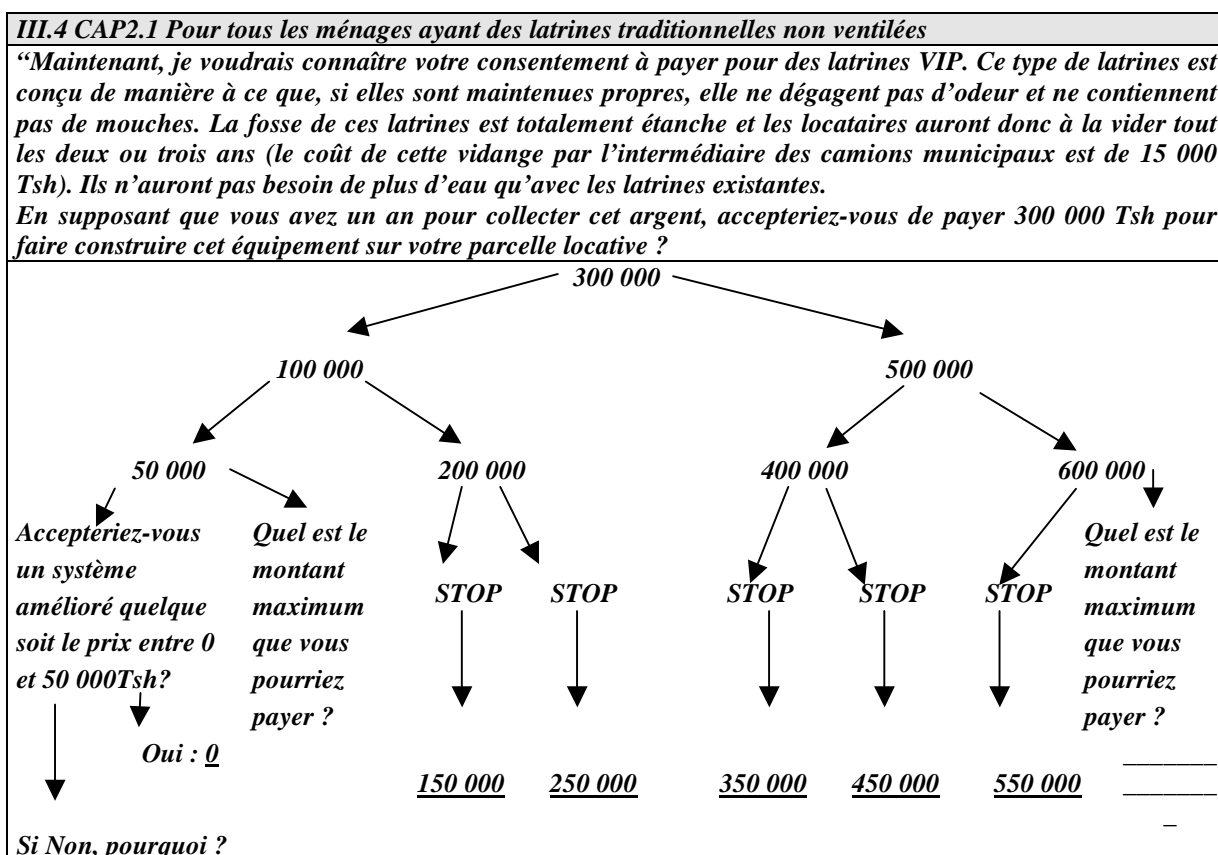 III.4 CAP2.1 Pour tous les ménages ayant des latrines traditionnelles non ventilées
“Maintenant, je voudrais connaître votre consentement à payer pour des latrines VIP. Ce type de latrines est
conçu de manière à ce que, si elles sont maintenues propres, elle ne dégagent pas d’odeur et ne contiennent
pas de mouches. La fosse de ces latrines est totalement étanche et les locataires auront donc à la vider tout
les deux ou trois ans (le coût de cette vidange par l’intermédiaire des camions municipaux est de 15 000
Tsh). Ils n’auront pas besoin de plus d’eau qu’avec les latrines existantes.
En supposant que vous avez un an pour collecter cet argent, accepteriez-vous de payer 300 000 Tsh pour
faire construire cet équipement sur votre parcelle locative ?
300 000
100 000
500 000
50 000
200 000
400 000
600 000
Accepteriez-vous
un système
amélioré quelque
soit le prix entre 0
et 50 000Tsh?
Quel est le
montant
maximum
que vous
pourriez
payer ?
STOP
STOP
STOP
STOP
STOP
Quel est le
montant
maximum
que vous
pourriez
payer ?
Oui : 0
150 000
250 000
350 000
450 000
550 000
Si Non, pourquoi ?